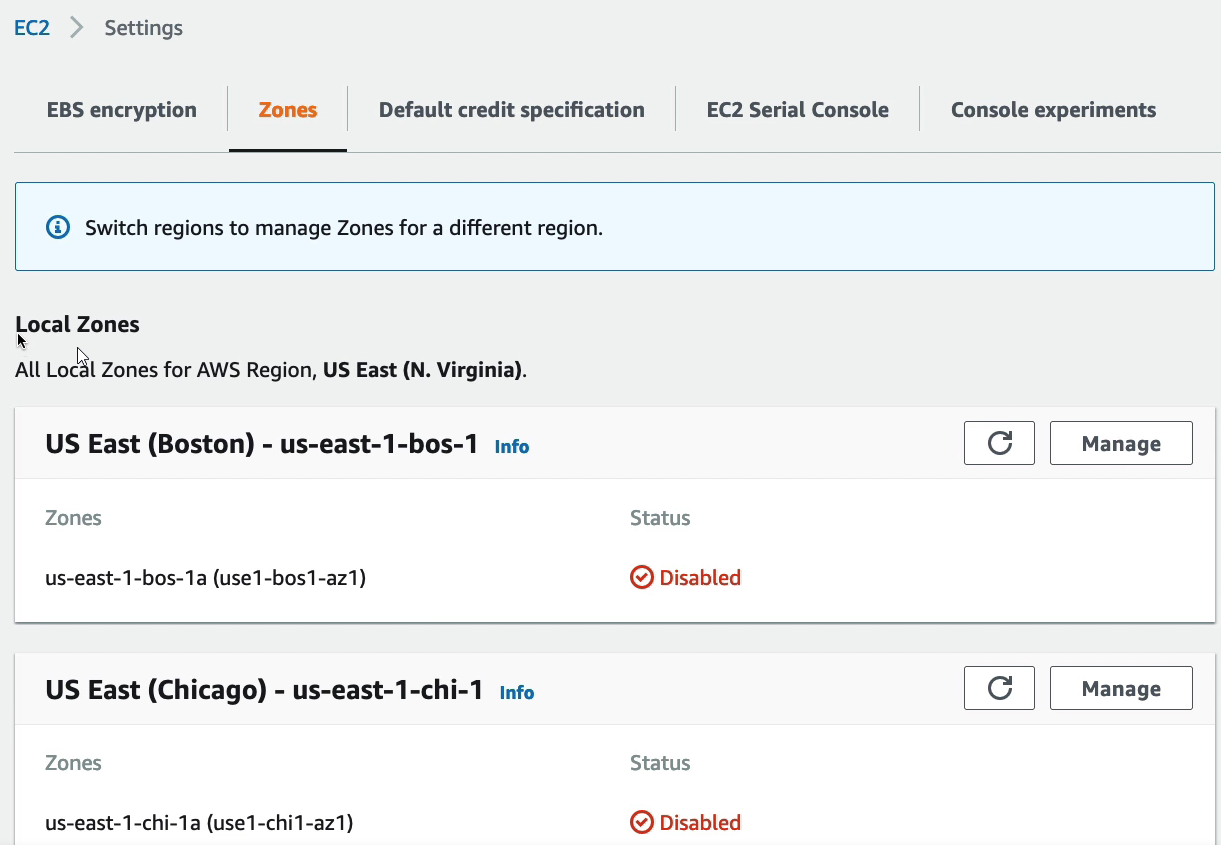 EC2 > Settings
EBS encryption Zones Default credit specification EC2 Serial Console Console experiments
Switch regions to manage Zones for a different region.
Local Zones
All Local Zones for AWS Region, US East (N. Virginia).
US East (Boston) - us-east-1-bos-1 Info Manage
Zones Status
us-east-1-bos-1a (use1-bos1-az1) Disabled
US East (Chicago) - us-east-1-chi-1 Info Manage
Zones Status
us-east-1-chi-1a (use1-chi1-az1) Disabled